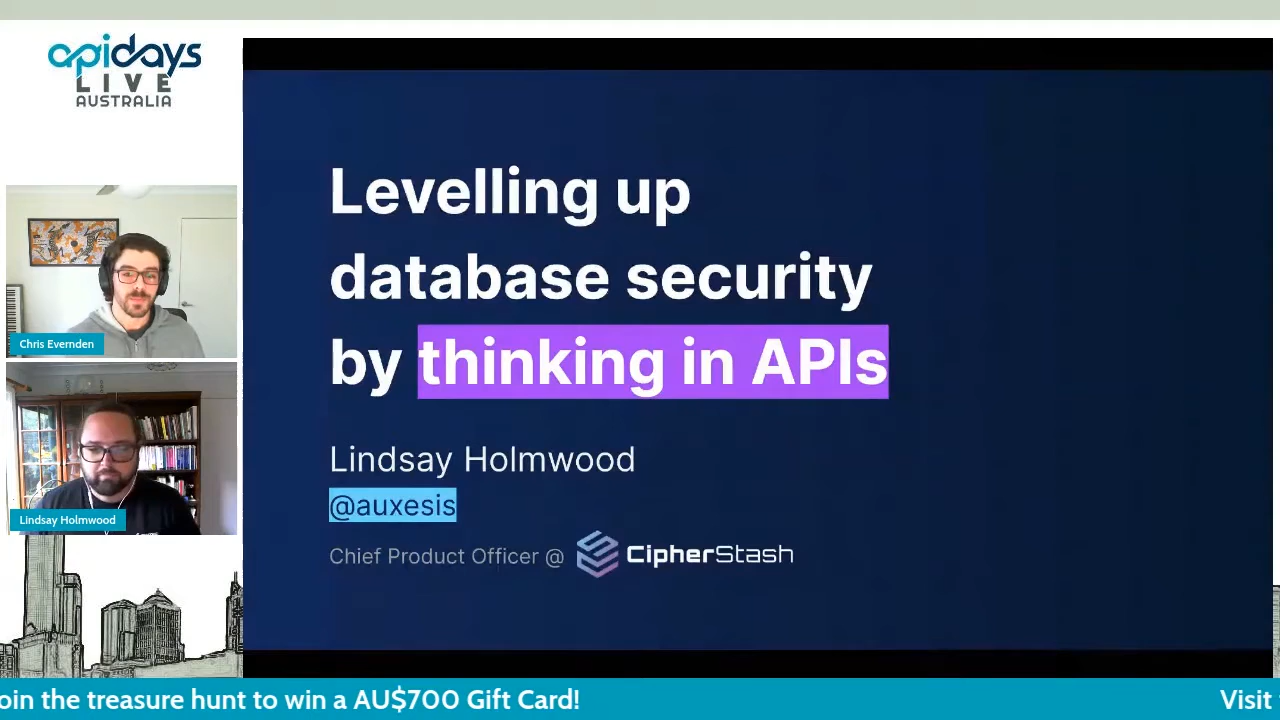 apidays
LIVE
AUSTRALIA
Chris Evernden
Lindsay Holmwood
Levelling up
database security
by thinking in APIs
Lindsay Holmwood
@auxesis
Chief Product Officer @ CipherStash
oin the treasure hunt to win a AU$700 Gift Card!
Visit